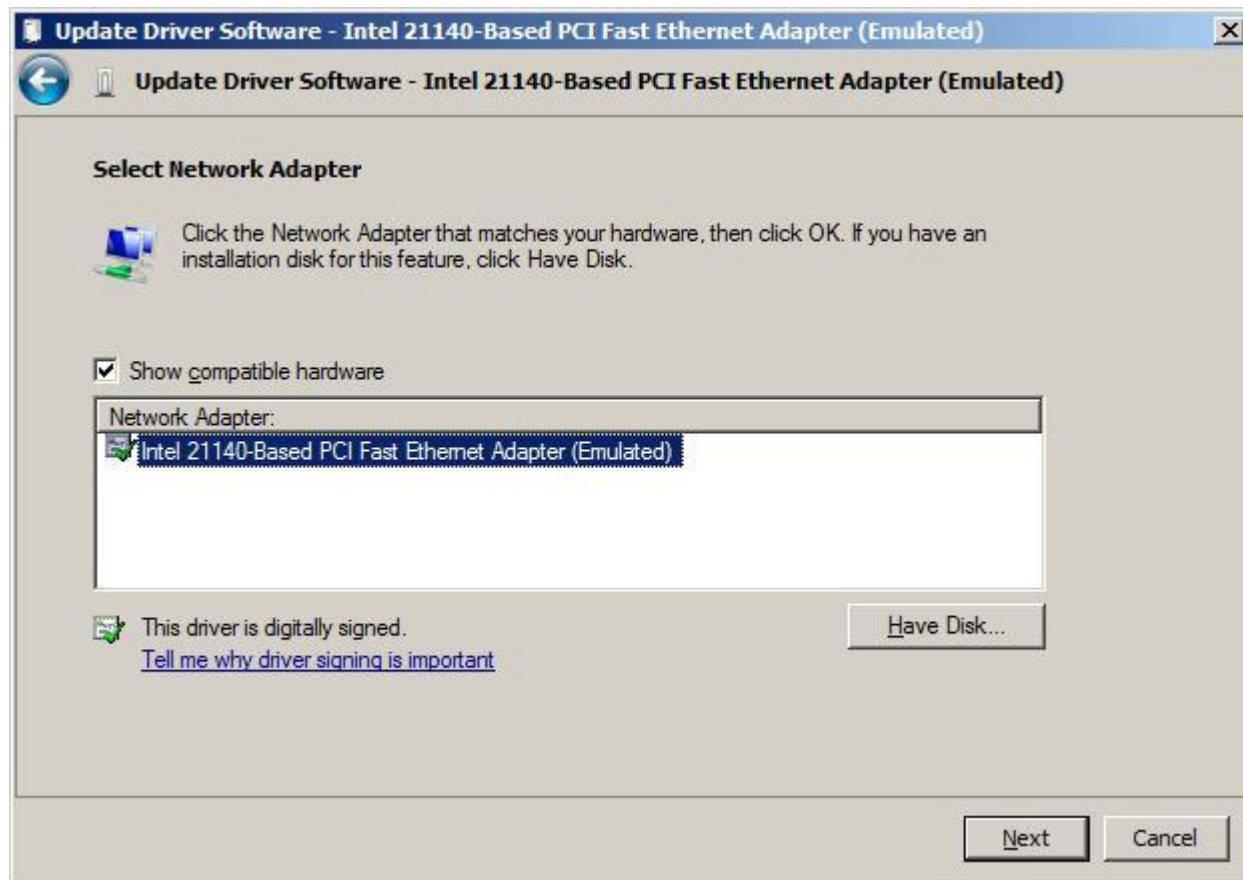 Update Driver Software - Intel 21140-Based PCI Fast Ethernet Adapter (Emulated)
Update Driver Software - Intel 21140-Based PCI Fast Ethernet Adapter (Emulated)
Select Network Adapter
Click the Network Adapter that matches your hardware, then click OK. If you have an
installation disk for this feature, click Have Disk.
Show compatible hardware
Network Adapter:
Intel 21140-Based PCI Fast Ethernet Adapter (Emulated)
This driver is digitally signed.
Have Disk...
Tell me why driver signing is important
Next
Cancel